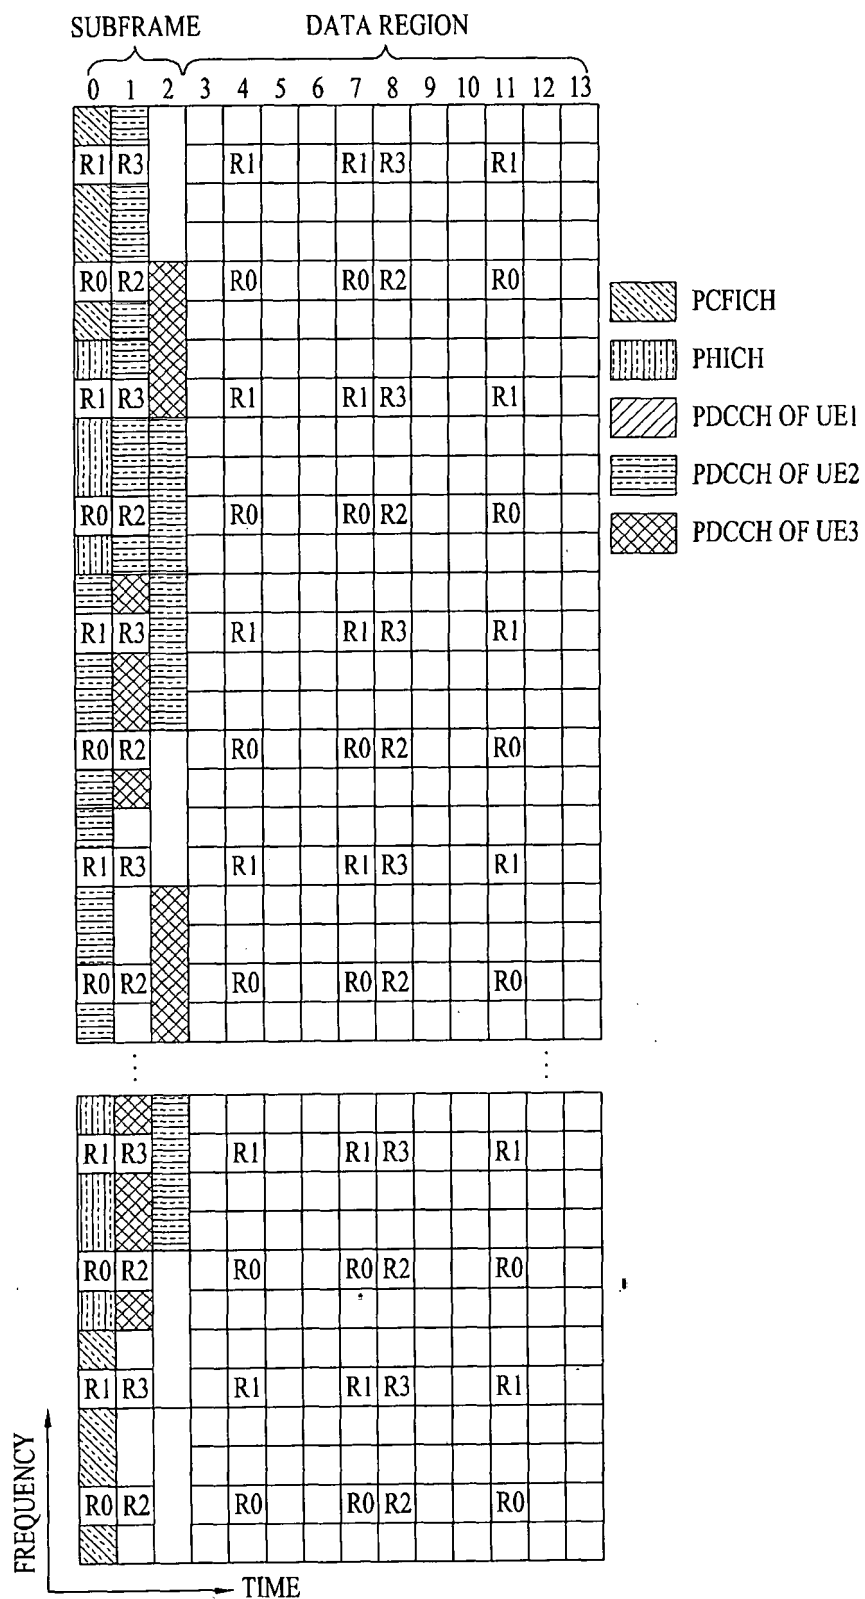 SUBFRAME DATA REGION
0 1 2 3 4 5 6 7 8 9 10 11 12 13
R1 R3 R1 R1 R3 R1
R0 R2 R0 R0 R2 R0
PCFICH
PHICH
R1 R3 R1 R1 R3 R1
PDCCH OF UE1
PDCCH OF UE2
R0 R2 R0 R0 R2 R0
PDCCH OF UE3
R1 R3 R1 R1 R3 R1
R0 R2 R0 R0 R2 R0
R1 R3 R1 R1 R3 R1
R0 R2 R0 R0 R2 R0
R1 R3 R1 R1 R3 R1
R0 R2 R0 R0 R2 R0
R1 R3 R1 R1 R3 R1
R0 R2 R0 R0 R2 R0
FREQUENCY
TIME